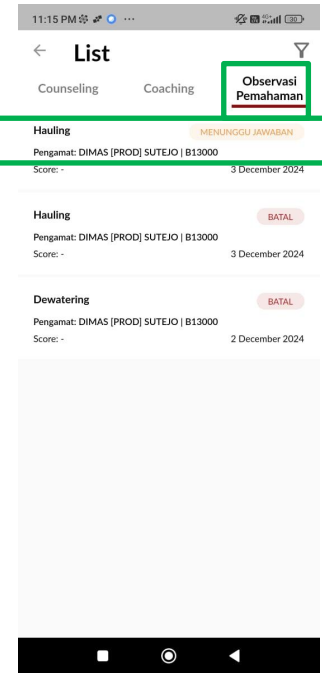 11:15 PM ...
30
List
Counseling Coaching Observasi Pemahaman
Hauling MENUNGGU JAWABAN
Pengamat: DIMAS [PROD] SUTEJO | B13000
Score: - 3 December 2024
Hauling BATAL
Pengamat: DIMAS [PROD] SUTEJO | B13000
Score: - 3 December 2024
Dewatering BATAL
Pengamat: DIMAS [PROD] SUTEJO | B13000
Score: - 2 December 2024